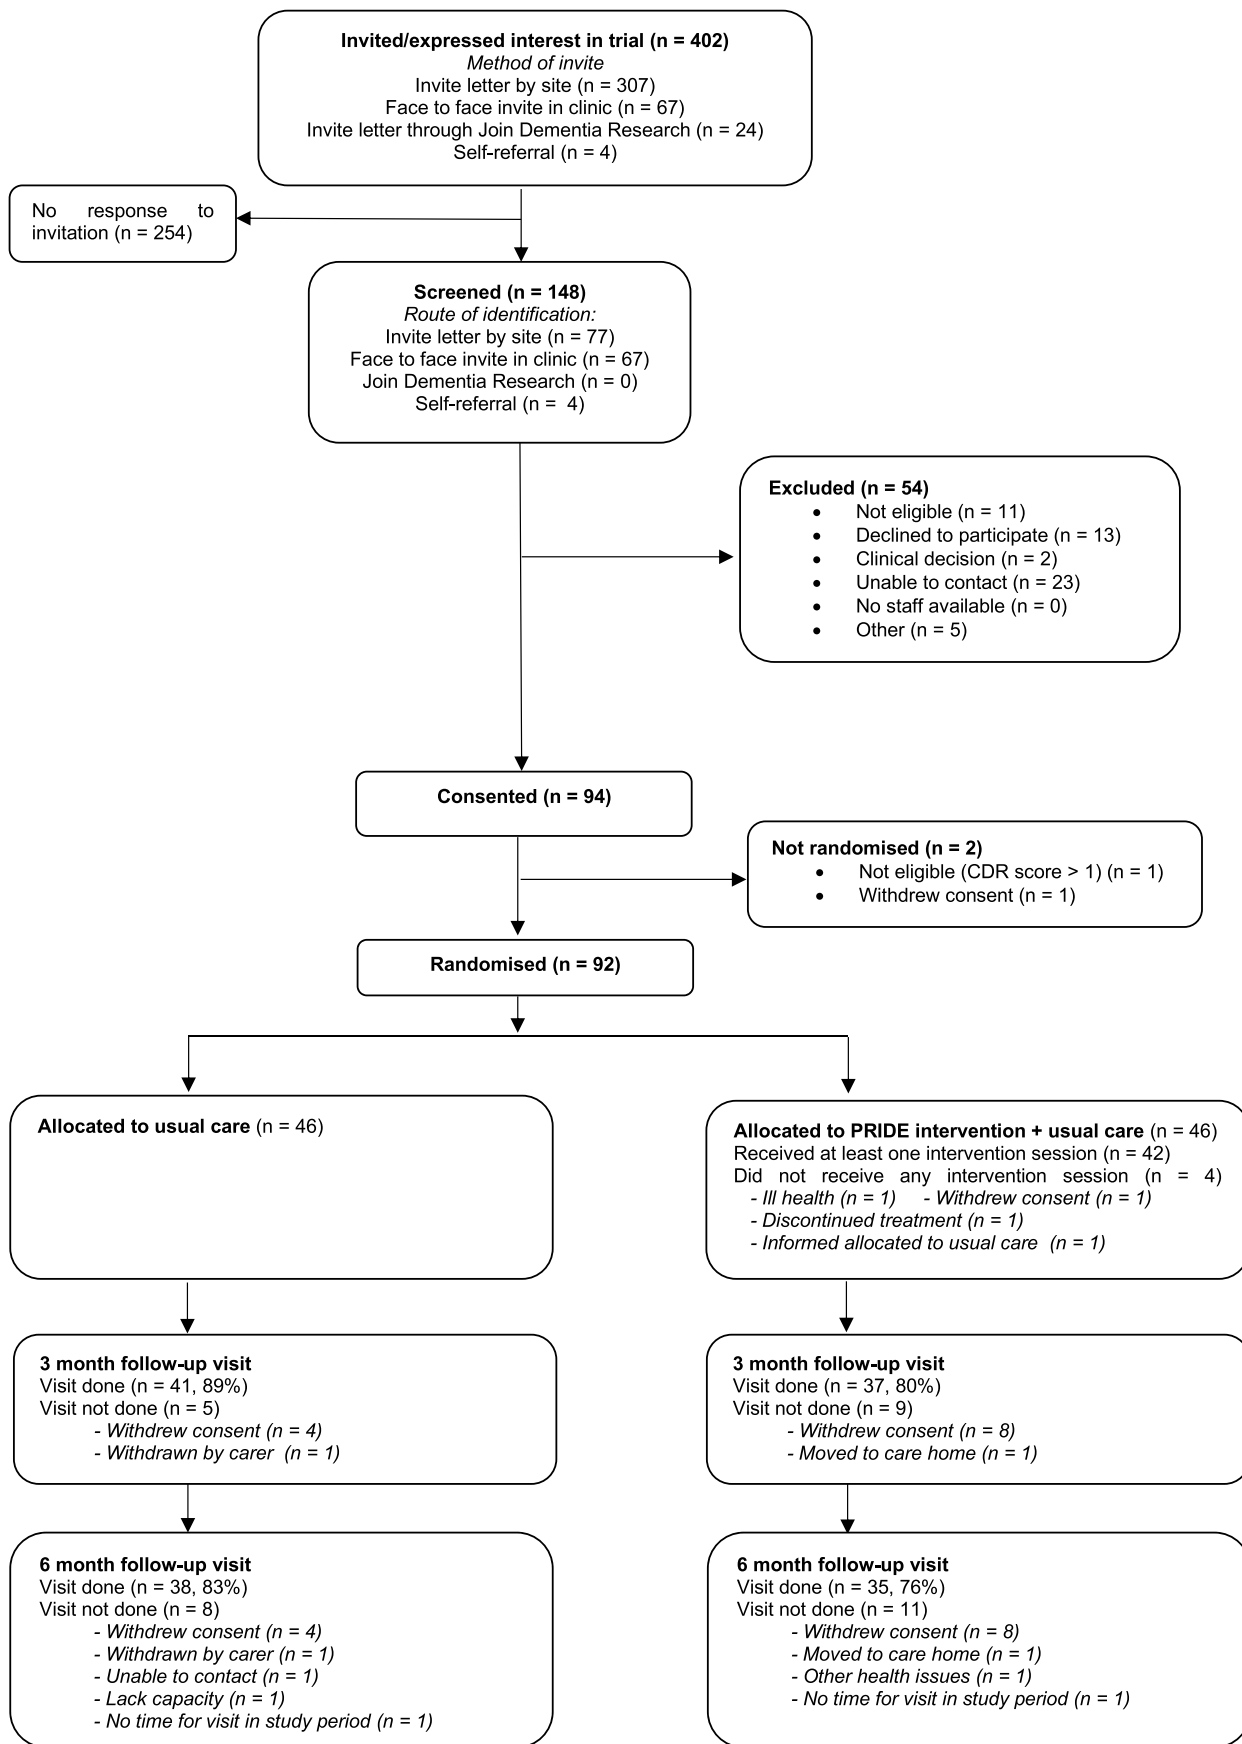 Invited/expressed interest in trial (n = 402)
Method of invite
Invite letter by site (n = 307)
Face to face invite in clinic (n = 67)
Invite letter through Join Dementia Research (n = 24)
Self-referral (n = 4)
No response to
invitation (n = 254)
Screened (n = 148)
Route of identification:
Invite letter by site (n = 77)
Face to face invite in clinic (n = 67)
Join Dementia Research (n = 0)
Self-referral (n = 4)
Excluded (n = 54)
• Not eligible (n = 11)
• Declined to participate (n = 13)
• Clinical decision (n = 2)
• Unable to contact (n = 23)
• No staff available (n = 0)
• Other (n = 5)
Consented (n = 94)
Not randomised (n = 2)
• Not eligible (CDR score > 1) (n = 1)
• Withdrew consent (n = 1)
Randomised (n = 92)
Allocated to usual care (n = 46)
Allocated to PRIDE intervention + usual care (n = 46)
Received at least one intervention session (n = 42)
Did not receive any intervention session (n = 4)
- Ill health (n = 1) - Withdrew consent (n = 1)
- Discontinued treatment (n = 1)
- Informed allocated to usual care (n = 1)
3 month follow-up visit
Visit done (n = 41, 89%)
Visit not done (n = 5)
- Withdrew consent (n = 4)
- Withdrawn by carer (n = 1)
3 month follow-up visit
Visit done (n = 37, 80%)
Visit not done (n = 9)
- Withdrew consent (n = 8)
- Moved to care home (n = 1)
6 month follow-up visit
Visit done (n = 38, 83%)
Visit not done (n = 8)
- Withdrew consent (n = 4)
- Withdrawn by carer (n = 1)
- Unable to contact (n = 1)
- Lack capacity (n = 1)
- No time for visit in study period (n = 1)
6 month follow-up visit
Visit done (n = 35, 76%)
Visit not done (n = 11)
- Withdrew consent (n = 8)
- Moved to care home (n = 1)
- Other health issues (n = 1)
- No time for visit in study period (n = 1)